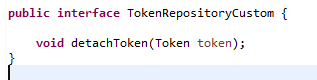 public interface TokenRepositoryCustom {
void detachToken(Token token);
}